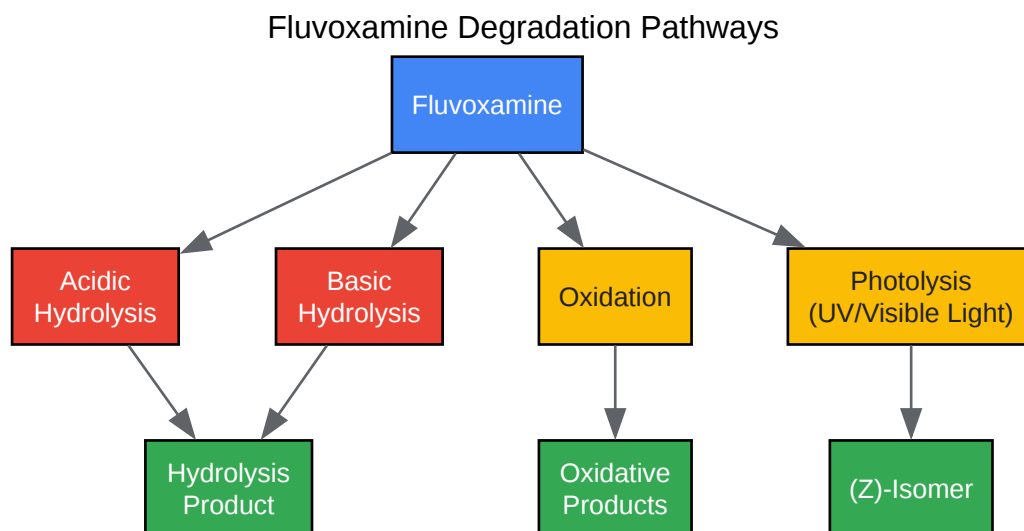 Fluvoxamine Degradation Pathways
Fluvoxamine
Acidic
Hydrolysis
Basic
Hydrolysis
Oxidation
Photolysis
(UV/Visible Light)
Hydrolysis
Product
Oxidative
Products
(Z)-Isomer